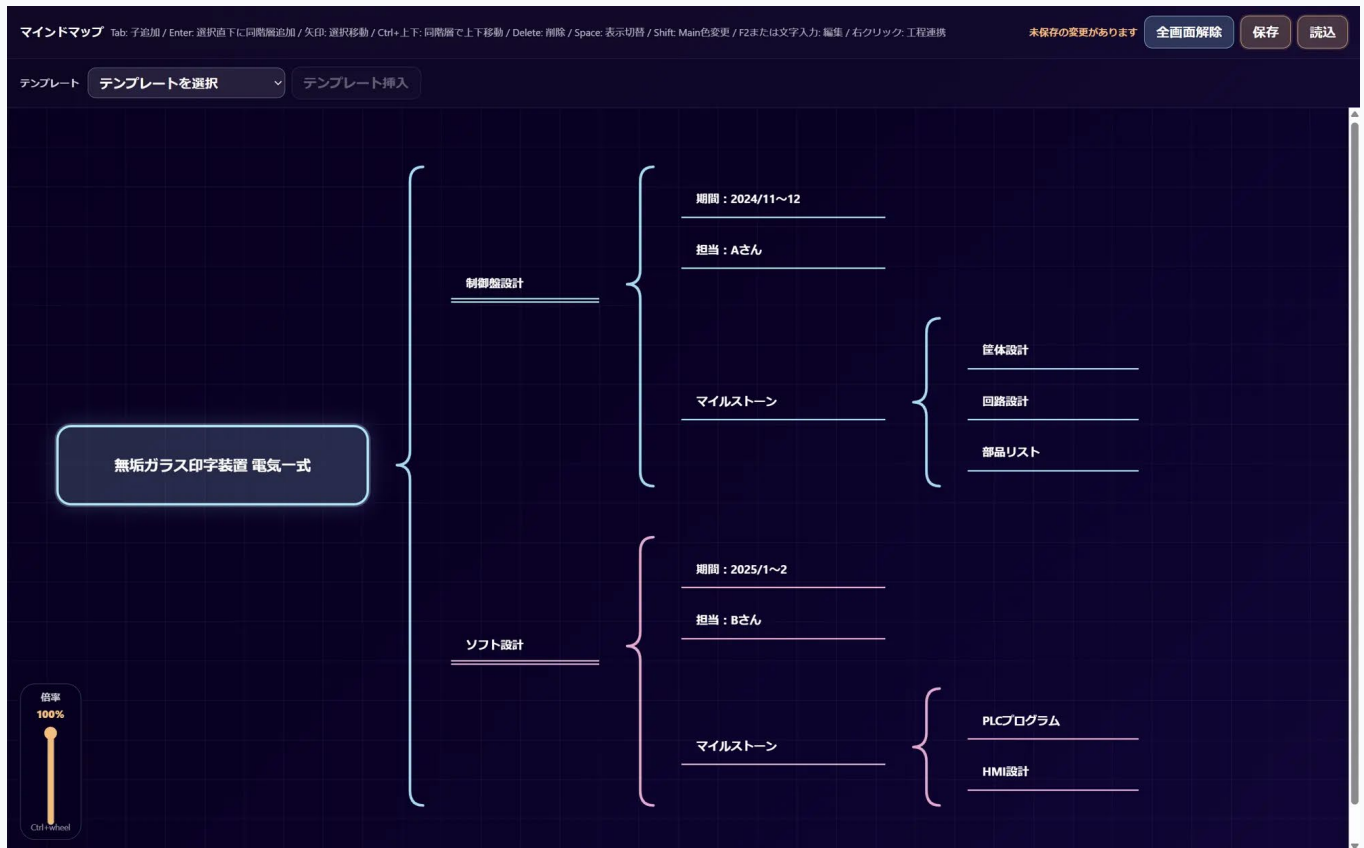 マインドマップ Tab: 子追加 / Enter: 選択直下に同階層追加 / 矢印: 選択移動 / Ctrl+上下: 同階層で上下移動 / Delete: 削除 / Space: 表示切替 / Shift: Main色変更 / F2または文字入力: 編集 / 右クリック: 工程連携
未保存の変更があります 全画面解除 保存 読込
テンプレート テンプレートを選択 テンプレート挿入
無垢ガラス印字装置 電気一式
制御盤設計
期間：2024/11～12
担当：Aさん
マイルストーン
筐体設計
回路設計
部品リスト
ソフト設計
期間：2025/1～2
担当：Bさん
マイルストーン
PLCプログラム
HMI設計
倍率
100%
Ctrl+wheel